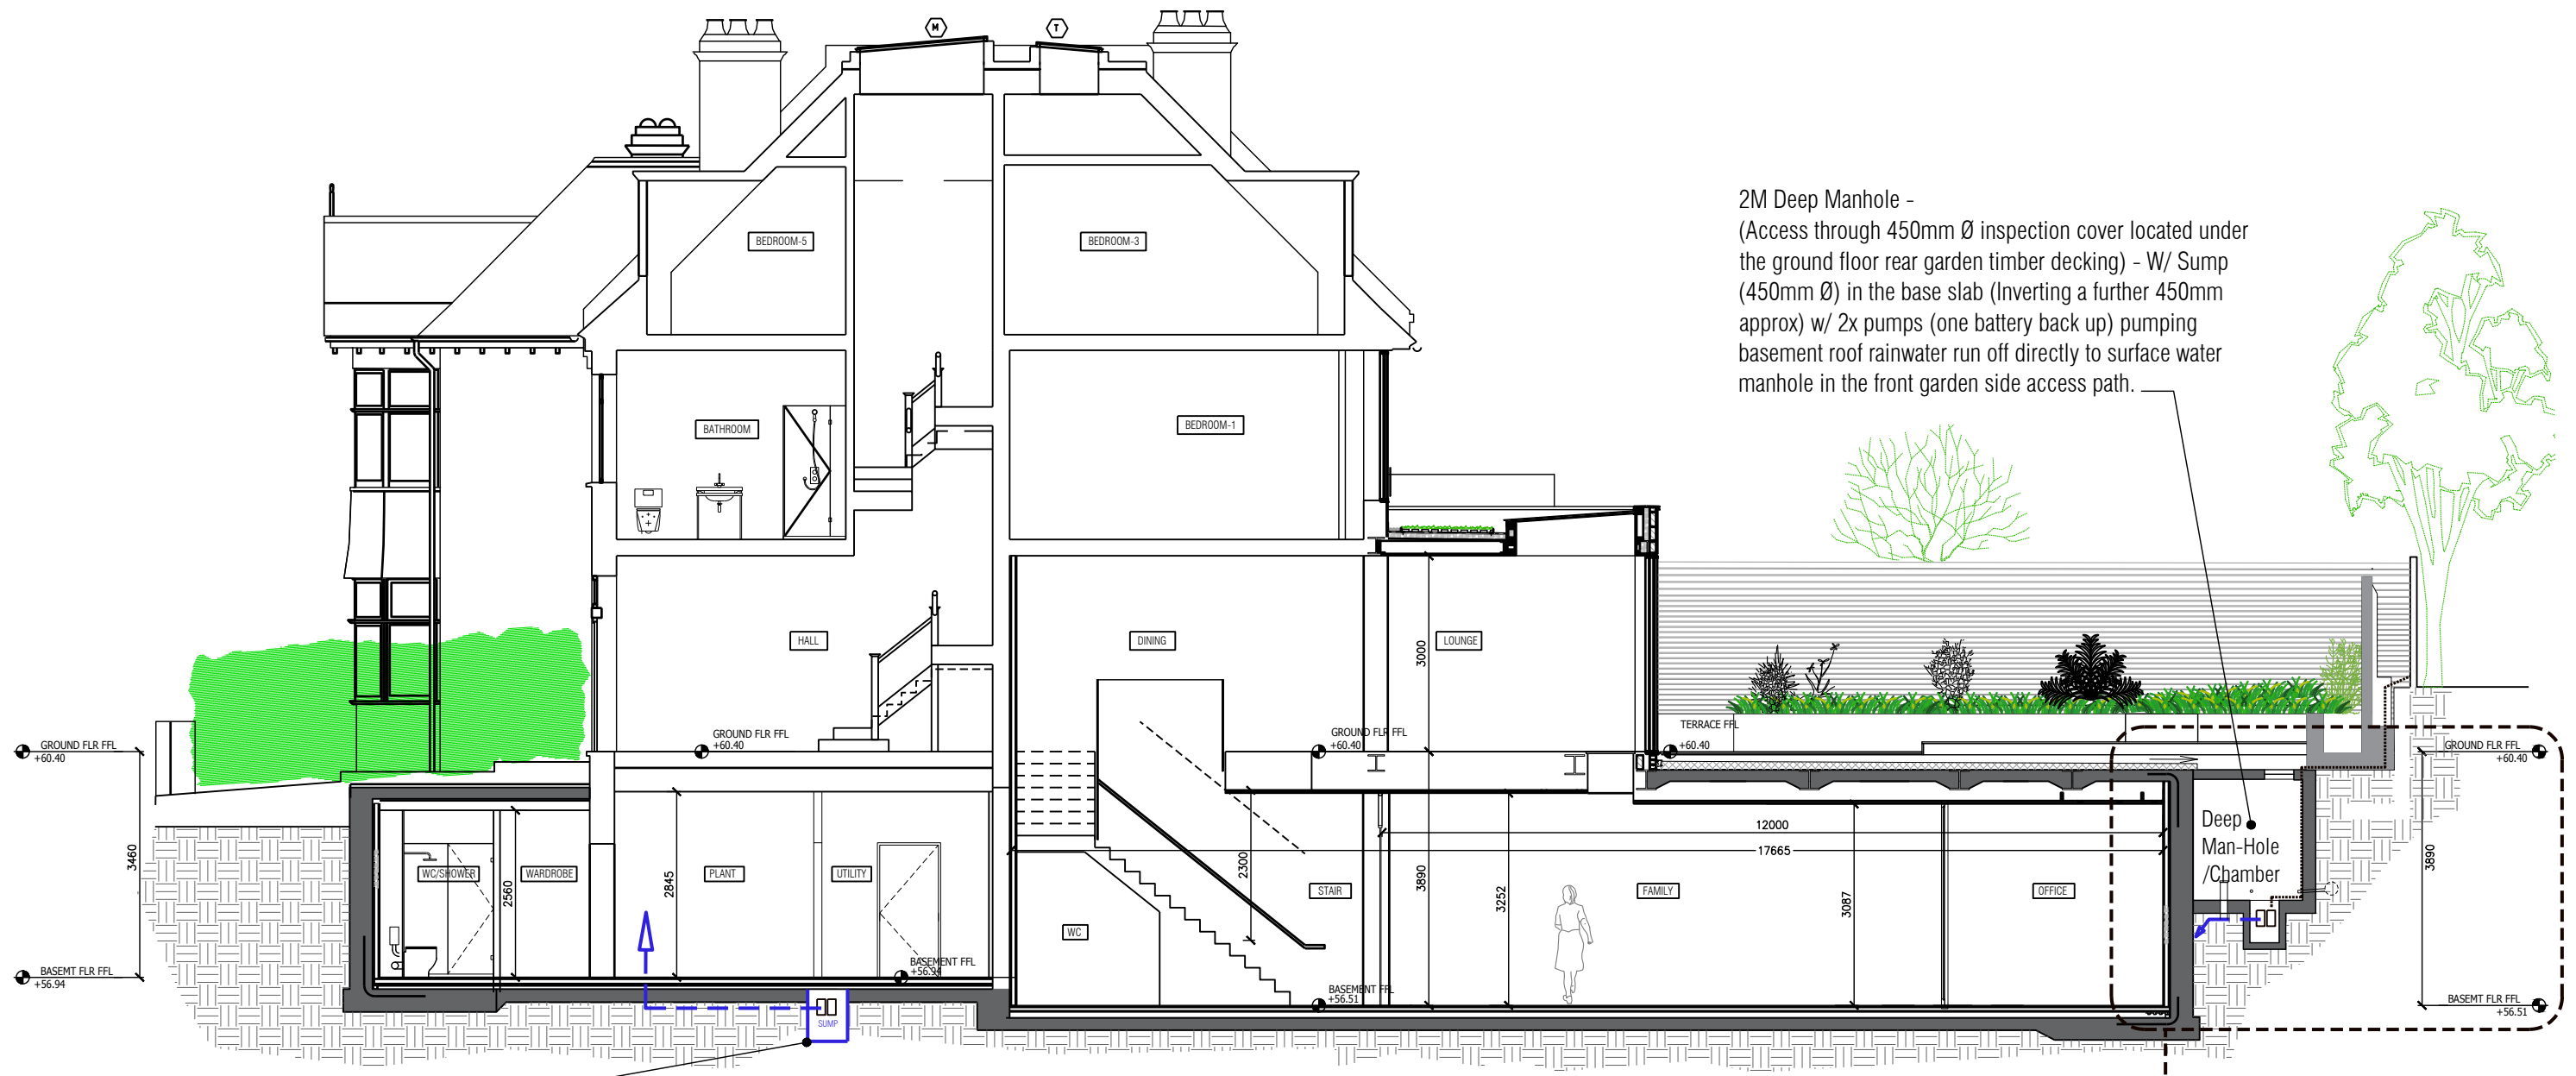 M
T
2M Deep Manhole -
(Access through 450mm Ø inspection cover located under
the ground floor rear garden timber decking) - W/ Sump
(450mm Ø) in the base slab (Inverting a further 450mm
approx) w/ 2x pumps (one battery back up) pumping
basement roof rainwater run off directly to surface water
manhole in the front garden side access path.
BEDROOM-5
BEDROOM-3
BATHROOM
BEDROOM-1
HALL
DINING
LOUNGE
3000
GROUND FLR FFL
+60.40
GROUND FLR FFL
+60.40
GROUND FLR FFL
+60.40
TERRACE FFL
+60.40
GROUND FLR FFL
+60.40
3460
WC/SHOWER
WARDROBE
2560
2845
PLANT
UTILITY
2300
STAIR
3890
3252
12000
17665
FAMILY
3087
OFFICE
Deep
Man-Hole
/Chamber
3890
WC
BASEMT FLR FFL
+56.94
BASEMENT FFL
+56.94
BASEMENT FFL
+56.51
BASEMT FLR FFL
+56.51
SUMP